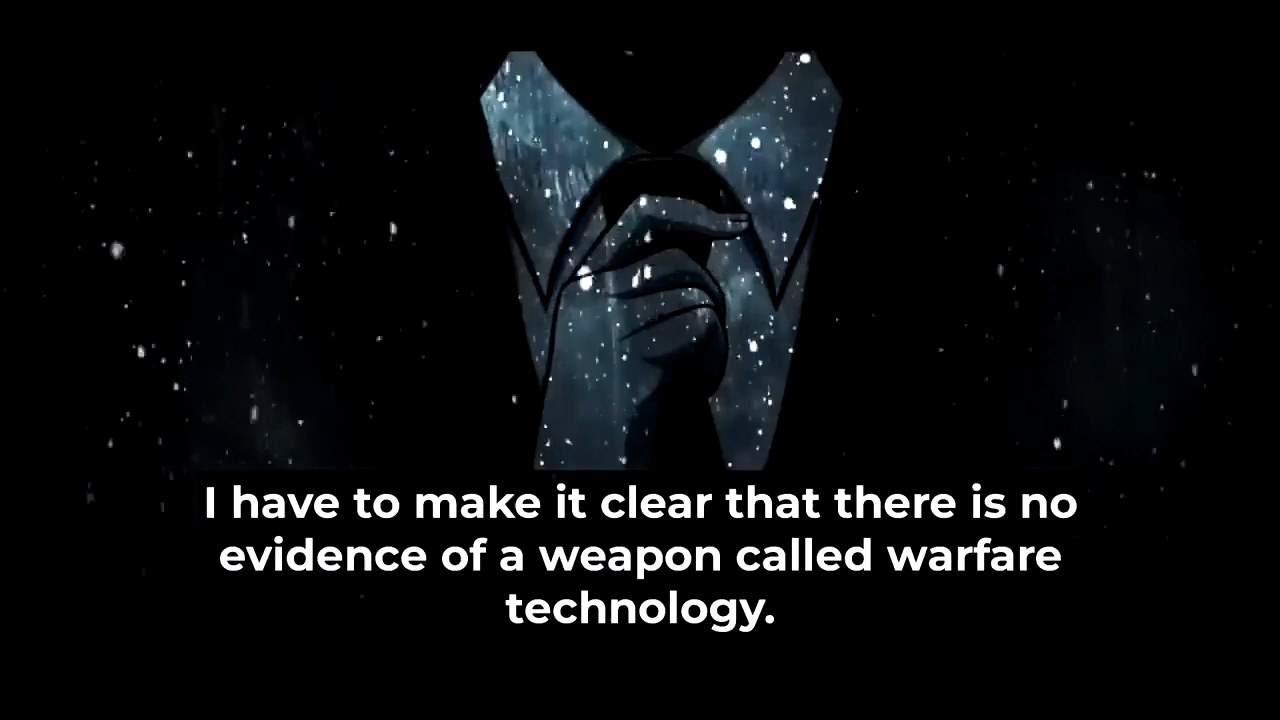 I have to make it clear that there is no
evidence of a weapon called warfare
technology.